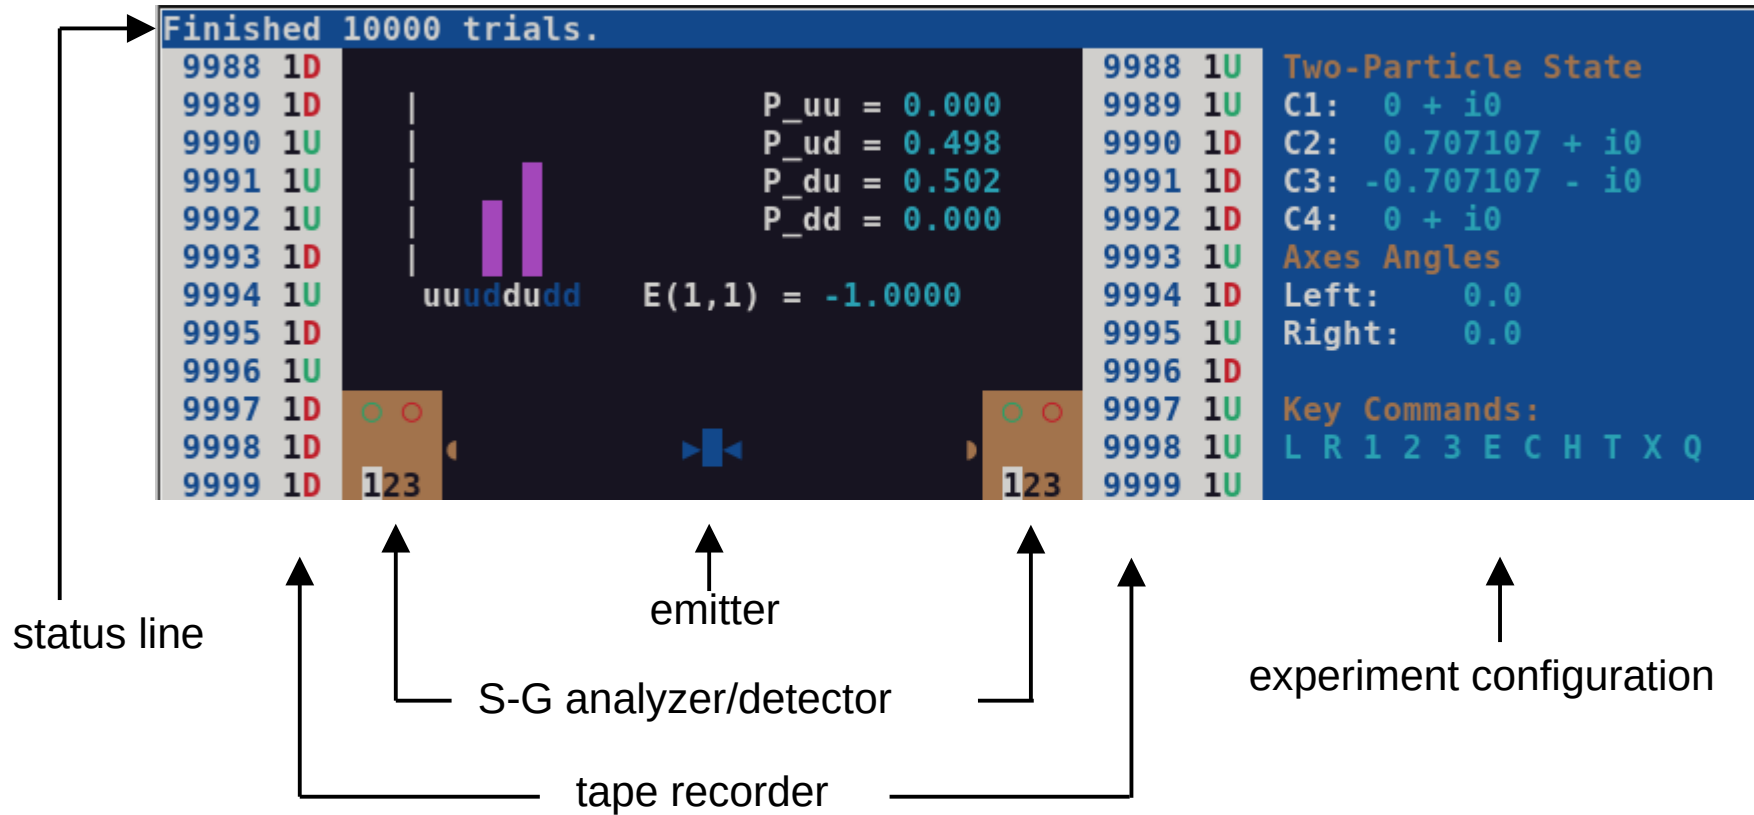 Finished 10000 trials.
9988 1D
9989 1D
9990 1U
9991 1U
9992 1U
9993 1D
9994 1U
9995 1D
9996 1U
9997 1D
9998 1D
9999 1D
P_uu = 0.000
P_ud = 0.498
P_du = 0.502
P_dd = 0.000
uuudduddd
E(1,1) = -1.0000
123
123
9988 1U
9989 1U
9990 1D
9991 1D
9992 1D
9993 1U
9994 1D
9995 1U
9996 1D
9997 1U
9998 1U
9999 1U
Two-Particle State
C1: 0 + i0
C2: 0.707107 + i0
C3: -0.707107 - i0
C4: 0 + i0
Axes Angles
Left: 0.0
Right: 0.0
Key Commands:
L R 1 2 3 E C H T X Q
status line
emitter
S-G analyzer/detector
experiment configuration
tape recorder